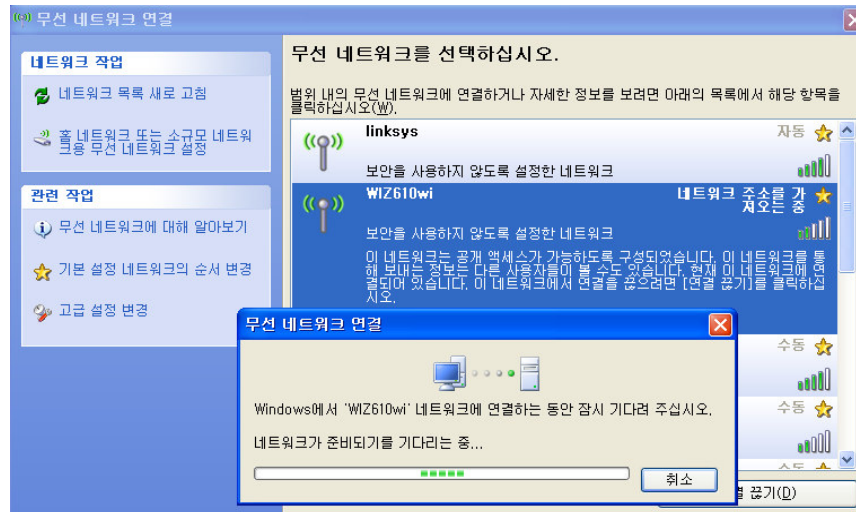 무선 네트워크 연결
네트워크 작업
네트워크 목록 새로 고침
홈 네트워크 또는 소규모 네트워
크용 무선 네트워크 설정
관련 작업
무선 네트워크에 대해 알아보기
기본 설정 네트워크의 순서 변경
고급 설정 변경
무선 네트워크를 선택하십시오.
범위 내의 무선 네트워크에 연결하거나 자세한 정보를 보려면 아래의 목록에서 해당 항목을
클릭하십시오(W).
linksys 자동
보안을 사용하지 않도록 설정한 네트워크
WIZ610wi 네트워크 주소를 가
져오는 중
보안을 사용하지 않도록 설정한 네트워크
이 네트워크는 공개 액세스가 가능하도록 구성되었습니다. 이 네트워크를 통
해 보내는 정보는 다른 사용자들이 볼 수도 있습니다. 현재 이 네트워크에 연
결되어 있습니다. 이 네트워크에서 연결을 끊으려면 [연결 끊기]를 클릭하십
시오.
수동
수동
수동
끊기(D)
무선 네트워크 연결
Windows에서 'WIZ610wi' 네트워크에 연결하는 동안 잠시 기다려 주십시오.
네트워크가 준비되기를 기다리는 중...
취소